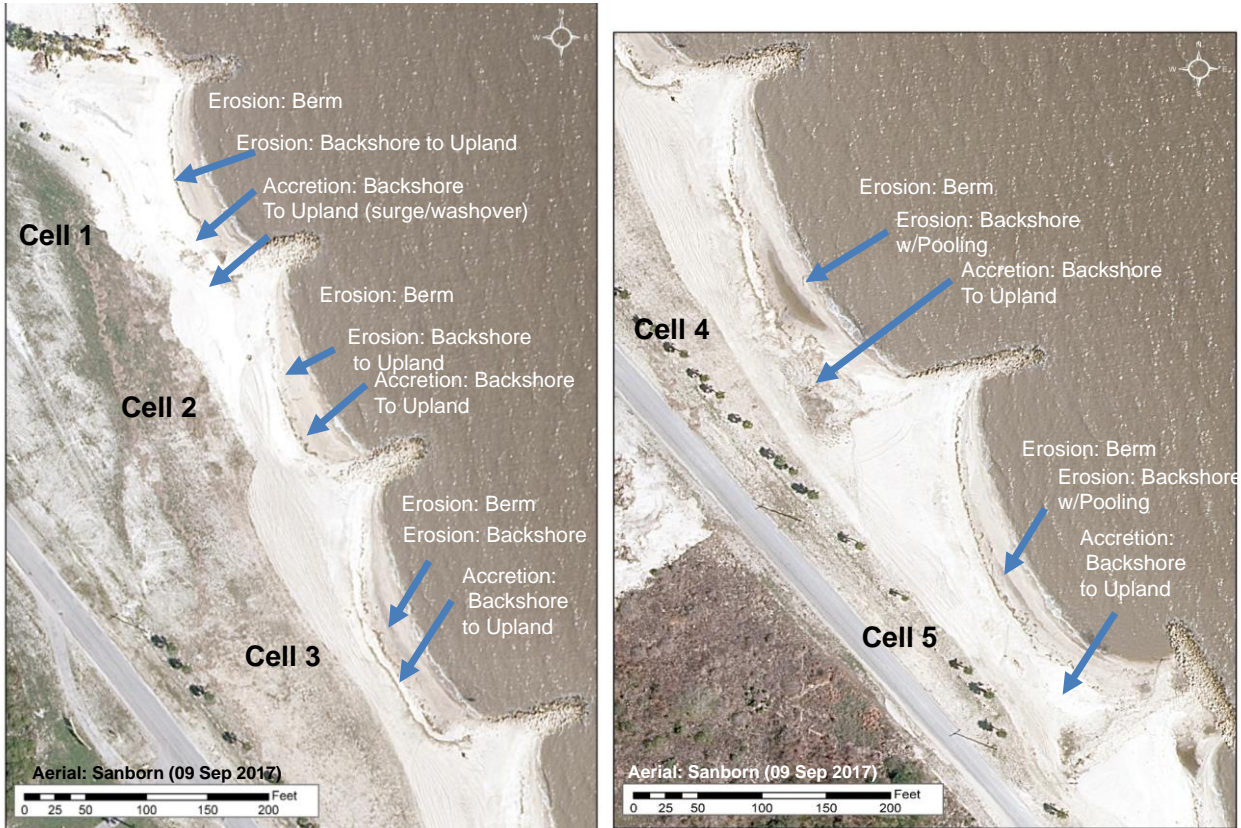 N
W E
S
Erosion: Berm
Erosion: Backshore to Upland
Accretion: Backshore
To Upland (surge/washover)
Cell 1
Erosion: Berm
Erosion: Backshore
to Upland
Accretion: Backshore
To Upland
Cell 2
Erosion: Berm
Erosion: Backshore
Accretion:
Backshore
to Upland
Cell 3
Aerial: Sanborn (09 Sep 2017)
Feet
0 25 50 100 150 200
N
W E
S
Erosion: Berm
Erosion: Backshore
w/Pooling
Accretion: Backshore
To Upland
Cell 4
Erosion: Berm
Erosion: Backshore
w/Pooling
Accretion:
Backshore
to Upland
Cell 5
Aerial: Sanborn (09 Sep 2017)
Feet
0 25 50 100 150 200